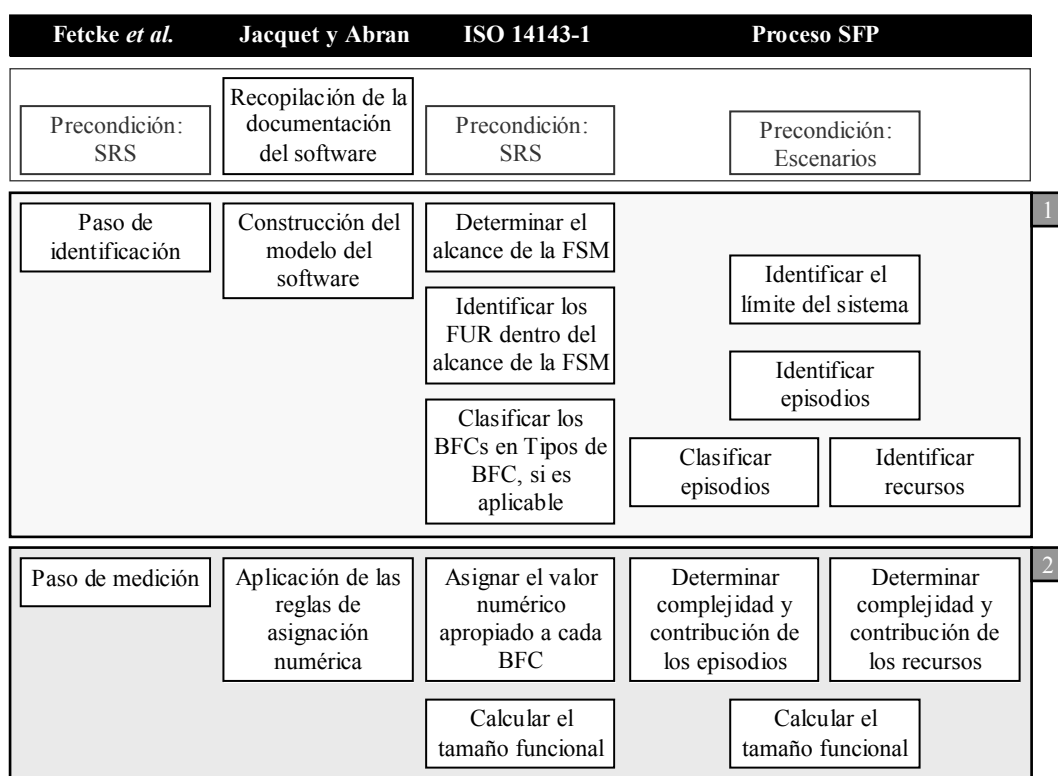 Fetcke et al.
Jacquet y Abran
ISO 14143-1
Proceso SFP
Precondición:
SRS
Recopilación de la
documentación
del software
Precondición:
SRS
Precondición:
Escenarios
1
Paso de
identificación
Construcción del
modelo del
software
Determinar el
alcance de la FSM
Identificar los
FUR dentro del
alcance de la FSM
Clasificar los
BFCs en Tipos de
BFC, si es
aplicable
Identificar el
límite del sistema
Identificar
episodios
Clasificar
episodios
Identificar
recursos
2
Paso de medición
Aplicación de las
reglas de
asignación
numérica
Asignar el valor
numérico
apropiado a cada
BFC
Determinar
complejidad y
contribución de
los episodios
Determinar
complejidad y
contribución de
los recursos
Calcular el
tamaño funcional
Calcular el
tamaño funcional